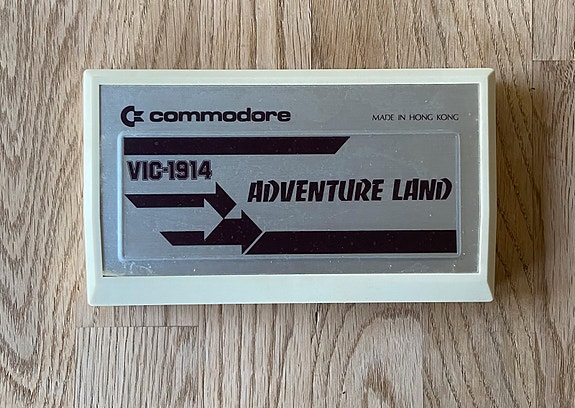 commodore
MADE IN HONG KONG
VIC-1914
ADVENTURE LAND